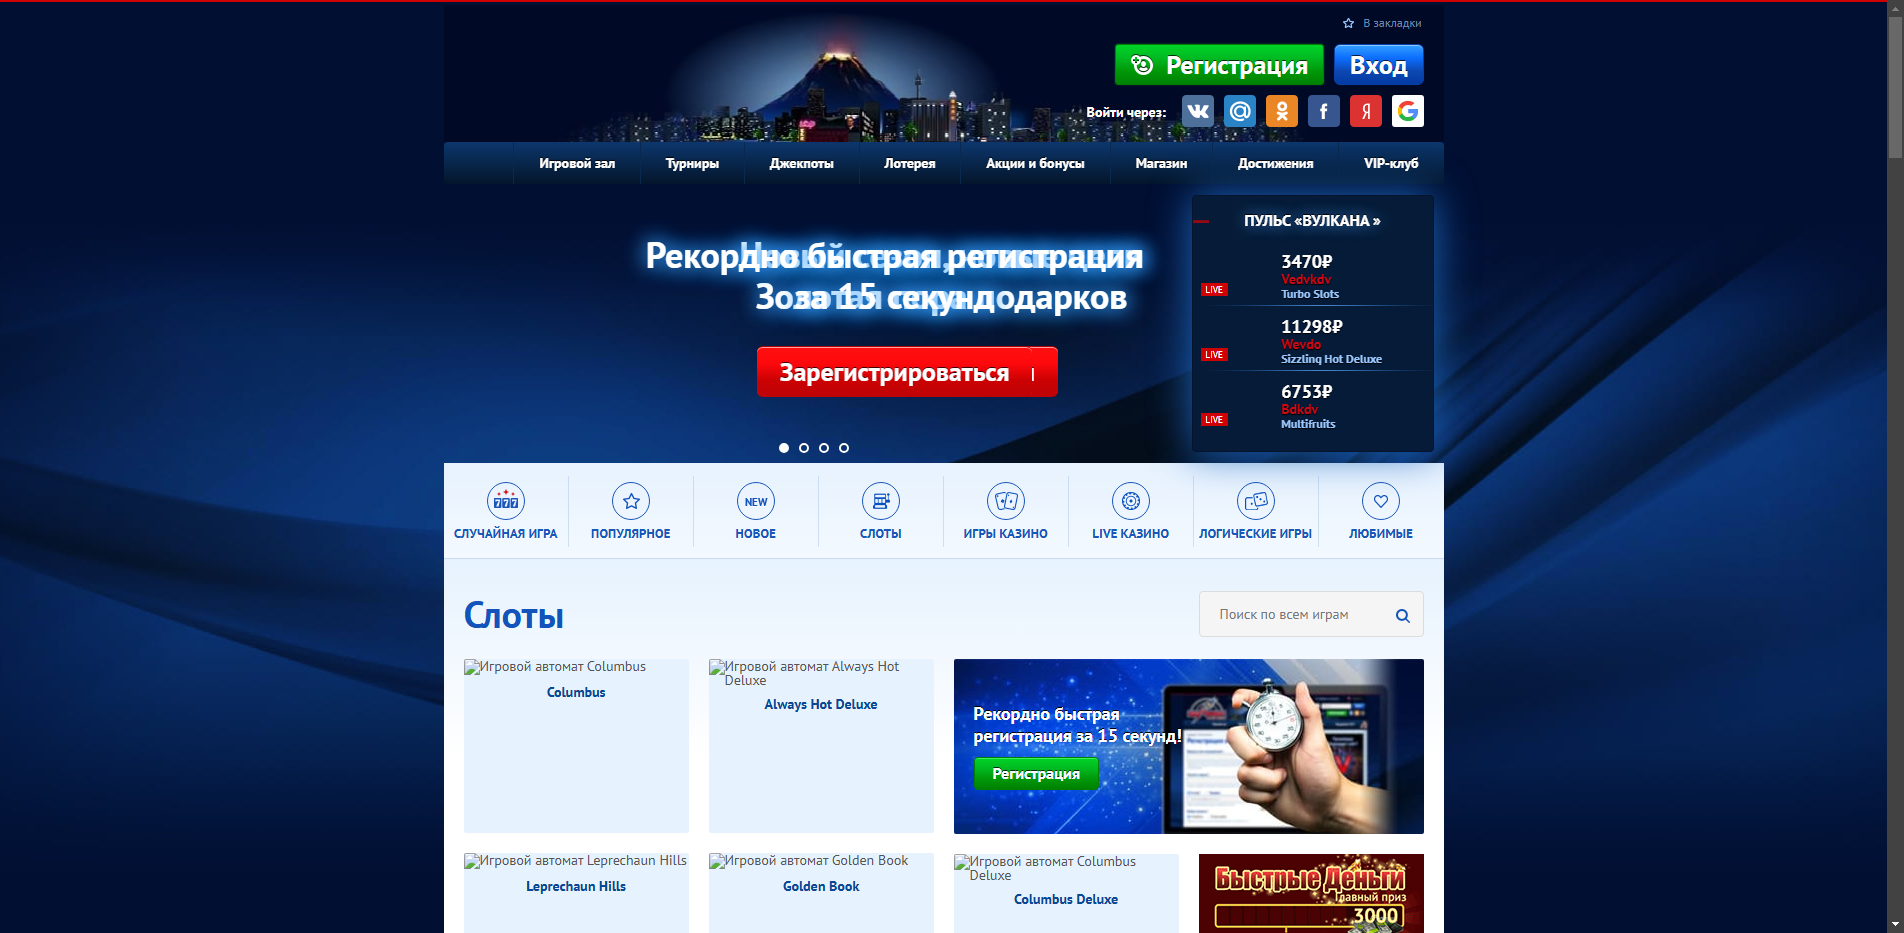 В закладки
Регистрация
Вход
Войти через:
Игровой зал
Турниры
Джекпоты
Лотерея
Акции и бонусы
Магазин
Достижения
VIP-клуб
Рекордно быстрая регистрация
за 15 секунд
Зарегистрироваться
ПУЛЬС «ВУЛКАНА »
3470₽
Vedvkdv
LIVE
Turbo Slots
11298₽
Wevdo
LIVE
Sizzling Hot Deluxe
6753₽
Bdkdv
LIVE
Multifruits
777
СЛУЧАЙНАЯ ИГРА
ПОПУЛЯРНОЕ
NEW
НОВОЕ
СЛОТЫ
ИГРЫ КАЗИНО
LIVE КАЗИНО
ЛОГИЧЕСКИЕ ИГРЫ
ЛЮБИМЫЕ
Слоты
Поиск по всем играм
Игровой автомат Columbus
Columbus
Игровой автомат Always Hot
Deluxe
Always Hot Deluxe
Рекордно быстрая
регистрация за 15 секунд!
Регистрация
Игровой автомат Leprechaun Hills
Leprechaun Hills
Игровой автомат Golden Book
Golden Book
Игровой автомат Columbus
Deluxe
Columbus Deluxe
Быстрые Деньги
Главный приз
3000